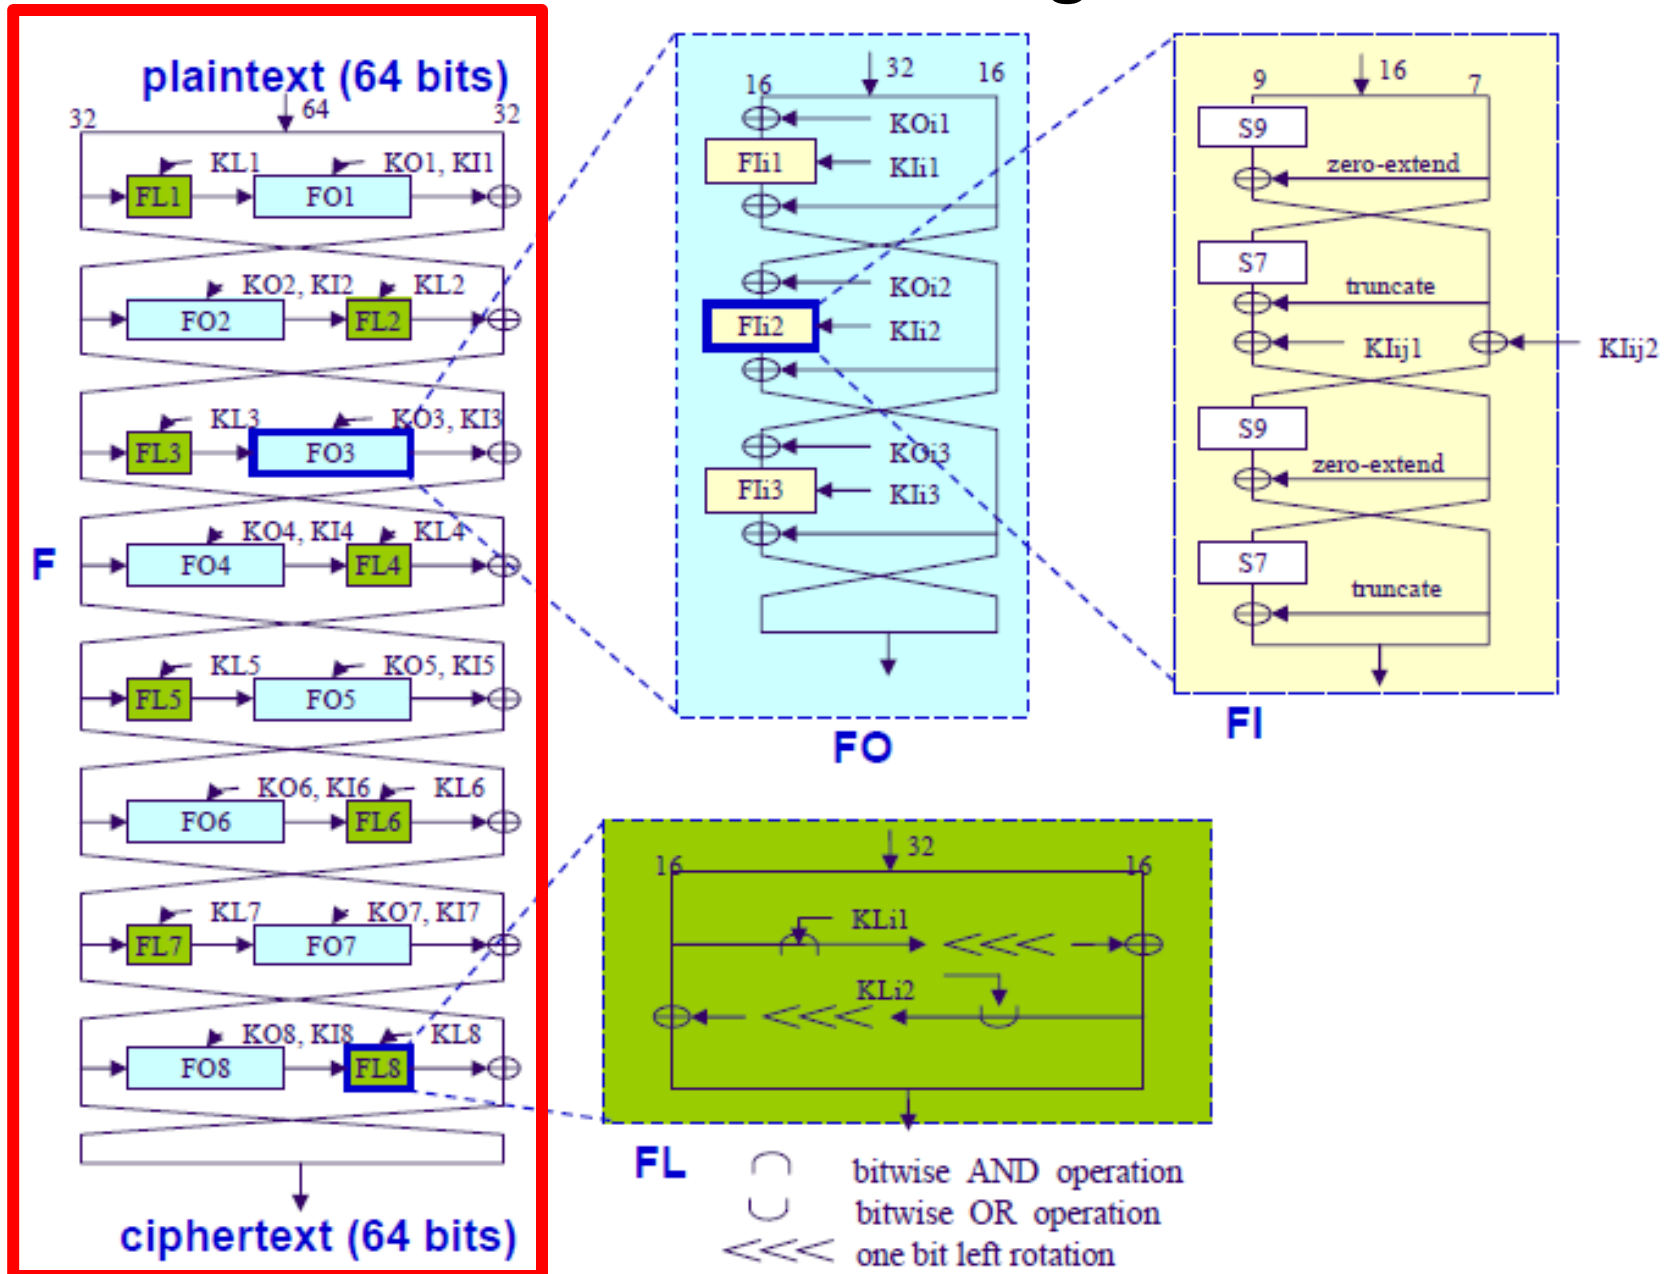 plaintext (64 bits)
32 64 32
KL1 KO1, KI1
FL1 FO1
KO2, KI2 KL2
FO2 FL2
KL3 KO3, KI3
FL3 FO3
KO4, KI4 KL4
F FO4 FL4
KL5 KO5, KI5
FL5 FO5
KO6, KI6 KL6
FO6 FL6
KL7 KO7, KI7
FL7 FO7
KO8, KI8 KL8
FO8 FL8
ciphertext (64 bits)
16 32 16
KOi1
FIi1 KIi1
KOi2
FIi2 KIi2
KOi3
FIi3 KIi3
FO
9 16 7
S9
zero-extend
S7
truncate
KIij1 KIij2
S9
zero-extend
S7
truncate
FI
16 32 16
KLi1
KLi2
FL
bitwise AND operation
bitwise OR operation
one bit left rotation